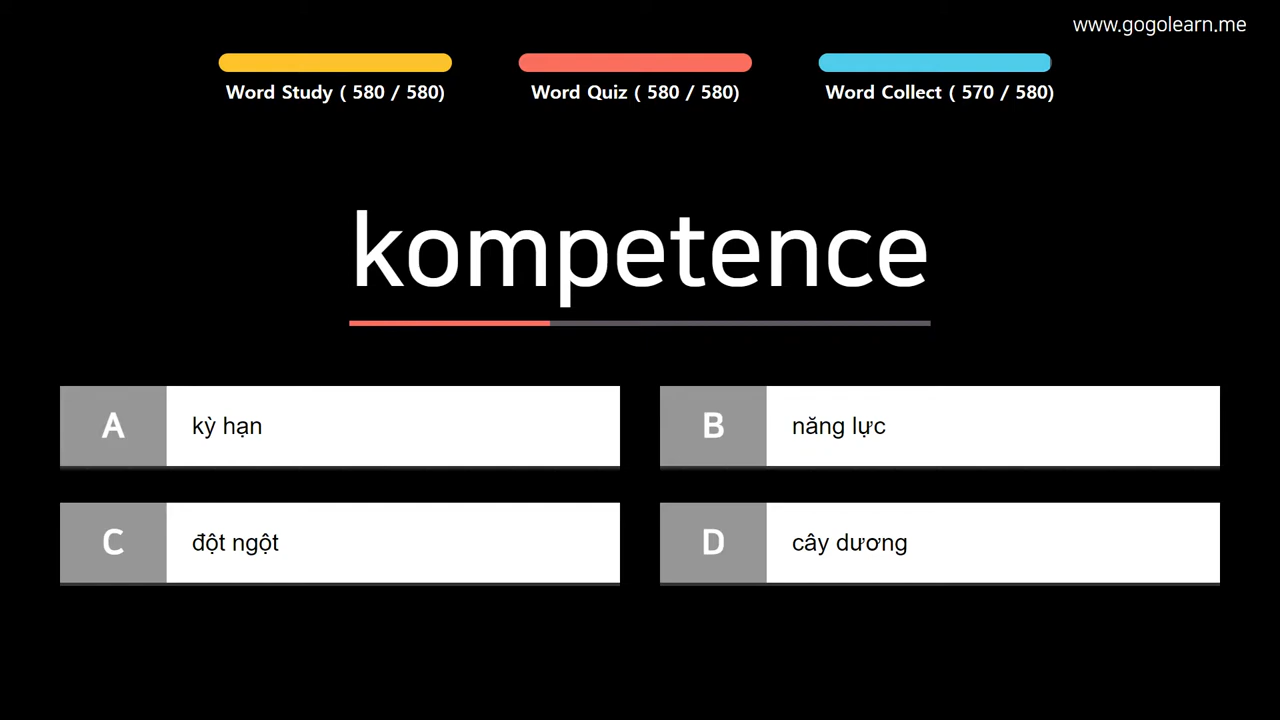 www.gogolearn.me
Word Study ( 580 / 580)
Word Quiz ( 580 / 580)
Word Collect ( 570 / 580)
kompetence
A kỳ hạn
B năng lực
C đột ngột
D cây dương